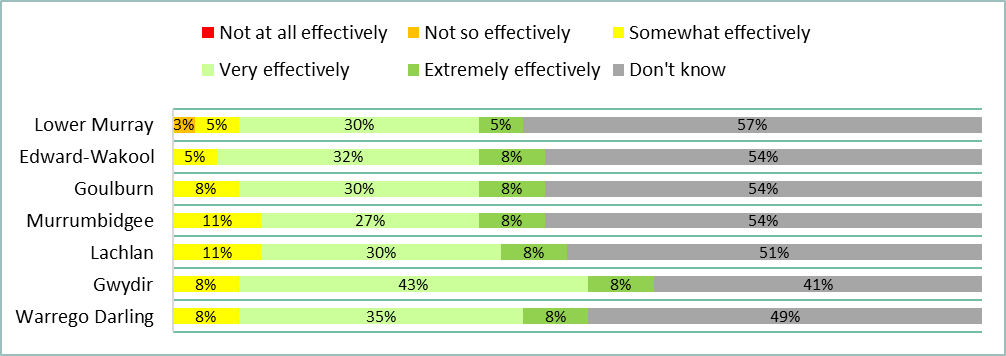 Not at all effectively Not so effectively Somewhat effectively
Very effectively Extremely effectively Don't know
Lower Murray 3% 5% 30% 5% 57%
Edward-Wakool 5% 32% 8% 54%
Goulburn 8% 30% 8% 54%
Murrumbidgee 11% 27% 8% 54%
Lachlan 11% 30% 8% 51%
Gwydir 8% 43% 8% 41%
Warrego Darling 8% 35% 8% 49%